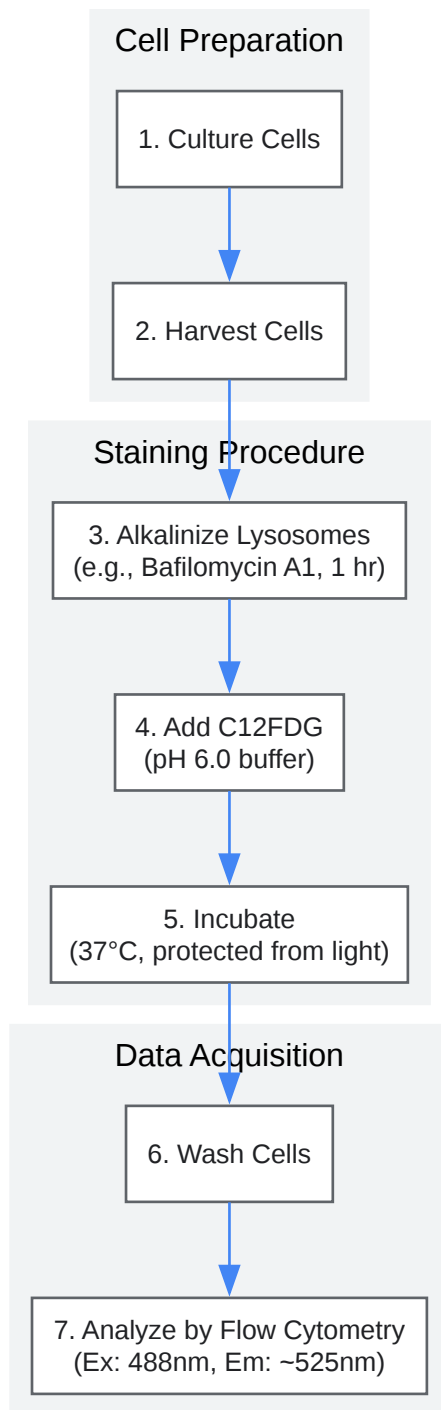 Cell Preparation
1. Culture Cells
2. Harvest Cells
Staining Procedure
3. Alkalinize Lysosomes
(e.g., Bafilomycin A1, 1 hr)
4. Add C12FDG
(pH 6.0 buffer)
5. Incubate
(37°C, protected from light)
Data Acquisition
6. Wash Cells
7. Analyze by Flow Cytometry
(Ex: 488nm, Em: ~525nm)